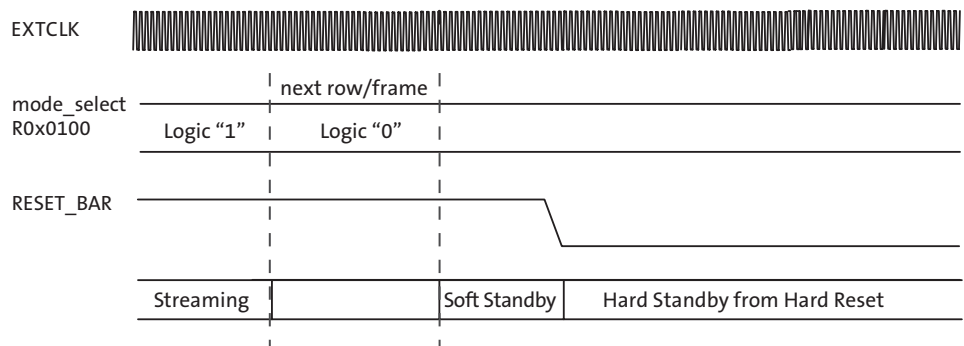 EXTCLK
next row/frame
mode_select
R0x0100
Logic “1”
Logic “0”
RESET_BAR
Streaming
Soft Standby
Hard Standby from Hard Reset